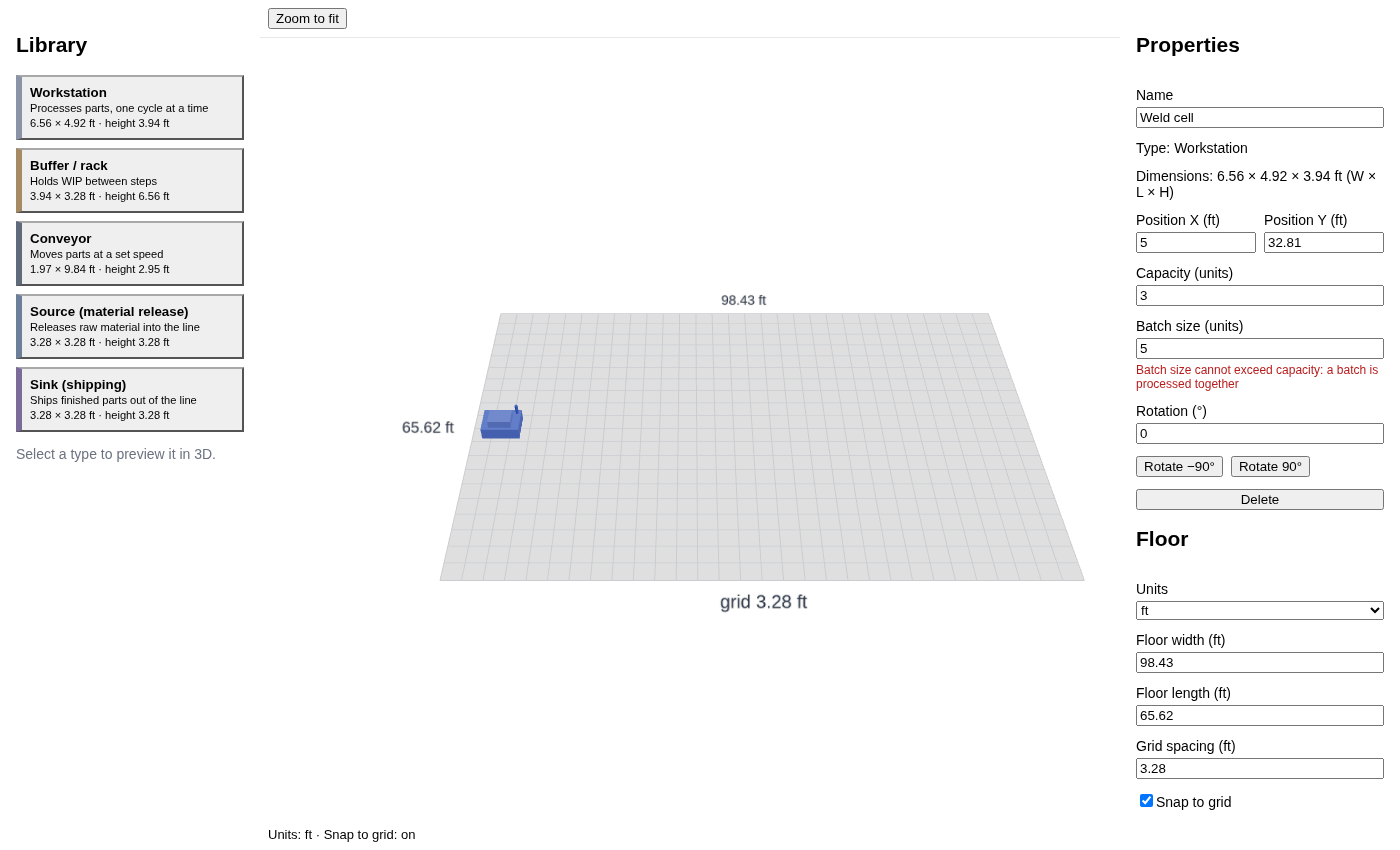 Library
Workstation
Processes parts, one cycle at a time
6.56 × 4.92 ft · height 3.94 ft
Buffer / rack
Holds WIP between steps
3.94 × 3.28 ft · height 6.56 ft
Conveyor
Moves parts at a set speed
1.97 × 9.84 ft · height 2.95 ft
Source (material release)
Releases raw material into the line
3.28 × 3.28 ft · height 3.28 ft
Sink (shipping)
Ships finished parts out of the line
3.28 × 3.28 ft · height 3.28 ft
Select a type to preview it in 3D.
Zoom to fit
98.43 ft
65.62 ft
grid 3.28 ft
Units: ft · Snap to grid: on
Properties
Name
Weld cell
Type: Workstation
Dimensions: 6.56 × 4.92 × 3.94 ft (W ×
L × H)
Position X (ft) Position Y (ft)
5 32.81
Capacity (units)
3
Batch size (units)
5
Batch size cannot exceed capacity: a batch is
processed together
Rotation (°)
0
Rotate −90° Rotate 90°
Delete
Floor
Units
ft
Floor width (ft)
98.43
Floor length (ft)
65.62
Grid spacing (ft)
3.28
Snap to grid